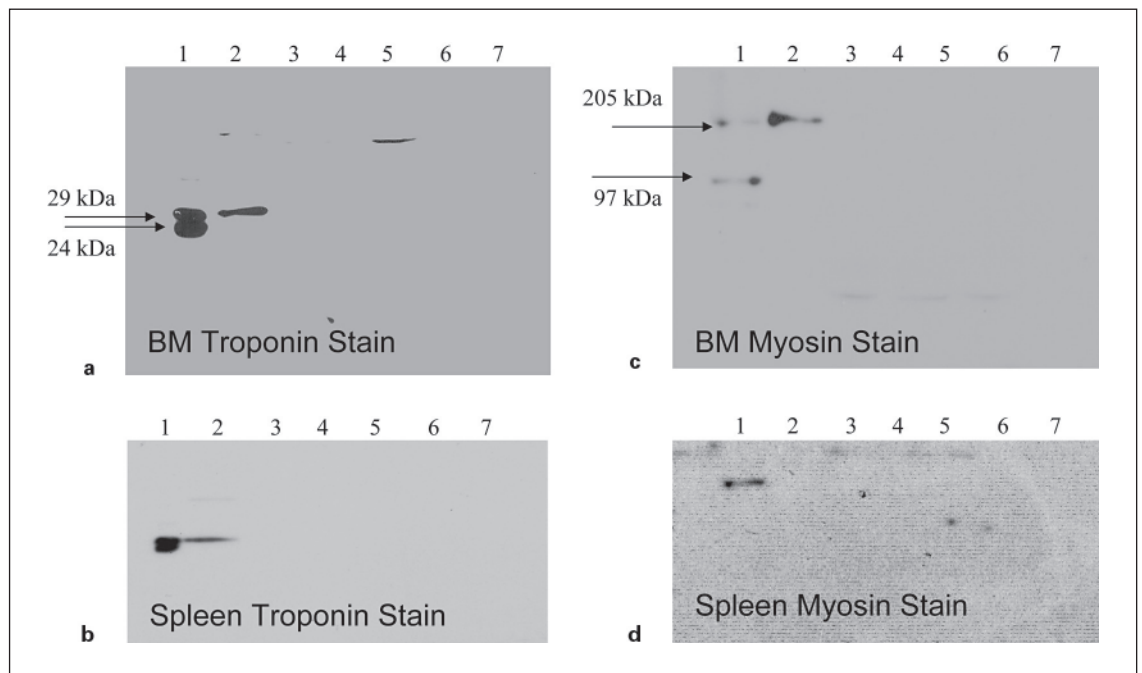 1 2 3 4 5 6 7
29 kDa
24 kDa
BM Troponin Stain
a
1 2 3 4 5 6 7
205 kDa
97 kDa
BM Myosin Stain
c
1 2 3 4 5 6 7
Spleen Troponin Stain
b
1 2 3 4 5 6 7
Spleen Myosin Stain
d